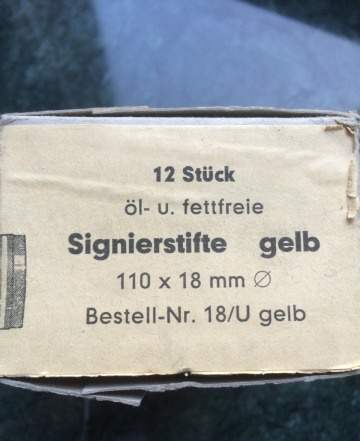 12 Stück
öl- u. fettfreie
Signierstifte gelb
110 x 18 mm ∅
Bestell-Nr. 18/U gelb